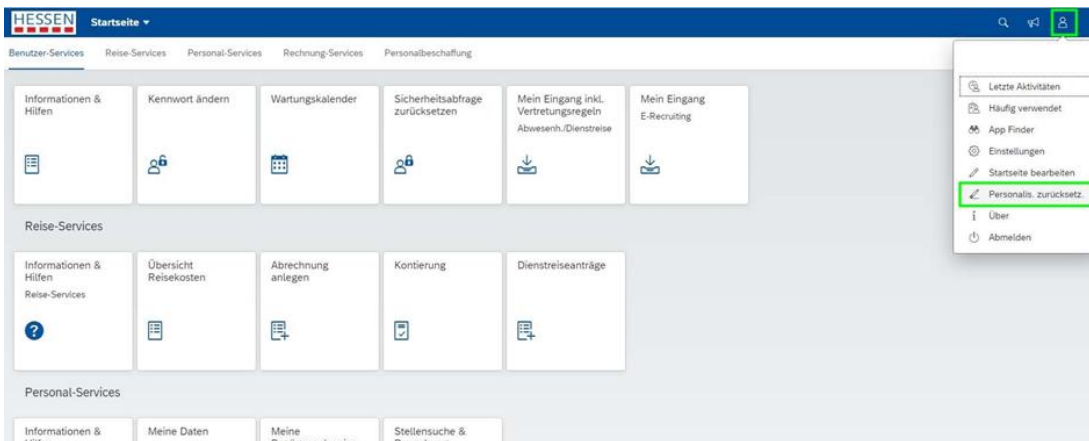 HESSEN Startseite
Benutzer-Services Reise-Services Personal-Services Rechnung-Services Personalbeschaffung
Letzte Aktivitäten
Häufig verwendet
App Finder
Einstellungen
Startseite bearbeiten
Personalis. zurücksetz.
Über
Abmelden
Informationen &
Hilfen
Kennwort ändern
Wartungskalender
Sicherheitsabfrage
zurücksetzen
Mein Eingang inkl.
Vertretungsregeln
Abwesenh./Dienstreise
Mein Eingang
E-Recruiting
Reise-Services
Informationen &
Hilfen
Reise-Services
Übersicht
Reisekosten
Abrechnung
anlegen
Kontierung
Dienstreiseanträge
Personal-Services
Informationen &
Meine Daten
Meine
Stellensuche &